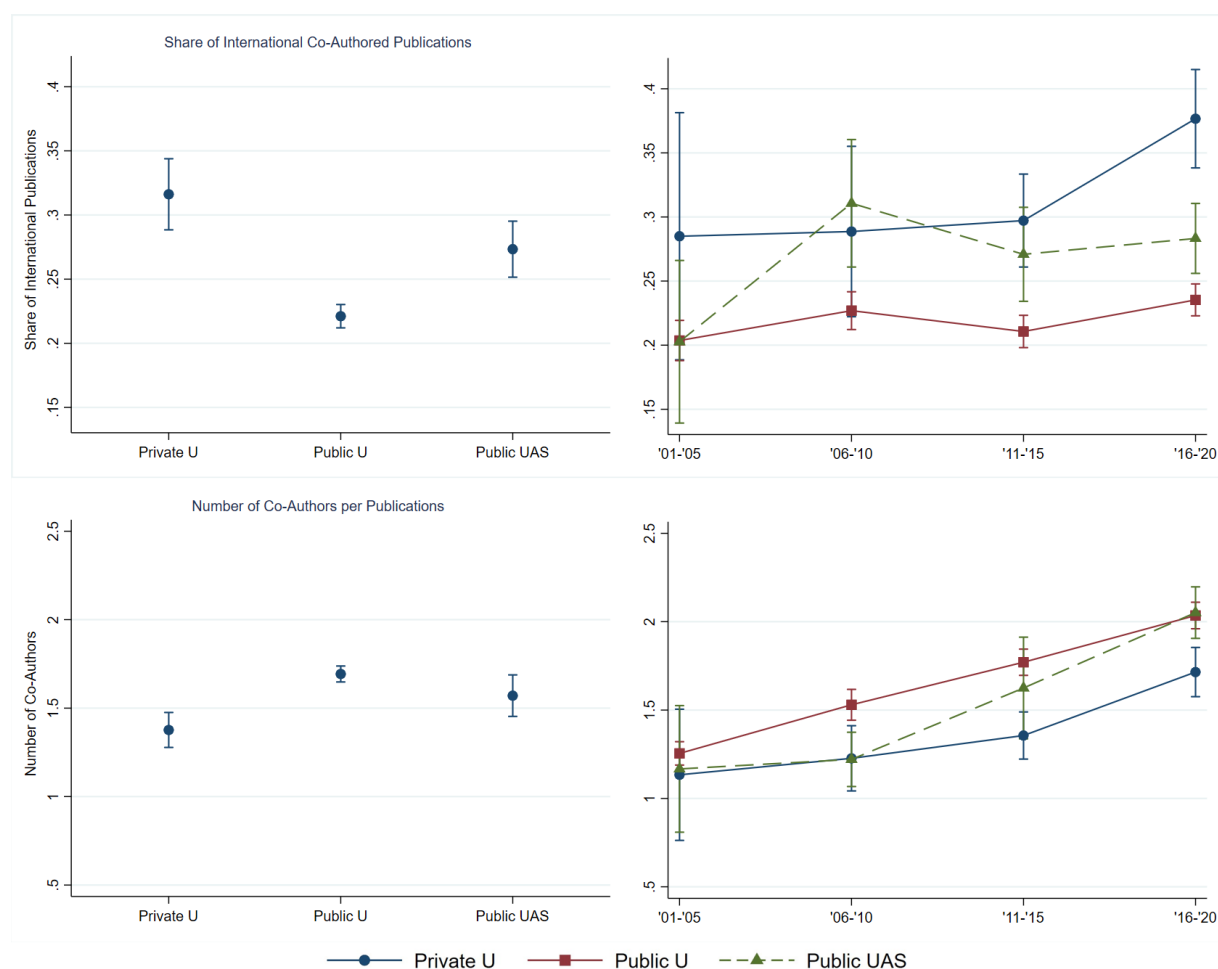 Share of International Co-Authored Publications
Share of International Publications
.4
.35
.3
.25
.2
.15
Private U
Public U
Public UAS
.4
.35
.3
.25
.2
.15
'01-'05
'06-'10
'11-'15
'16-'20
Number of Co-Authors per Publications
Number of Co-Authors
2.5
2
1.5
1
.5
Private U
Public U
Public UAS
2.5
2
1.5
1
.5
'01-'05
'06-'10
'11-'15
'16-'20
Private U
Public U
Public UAS